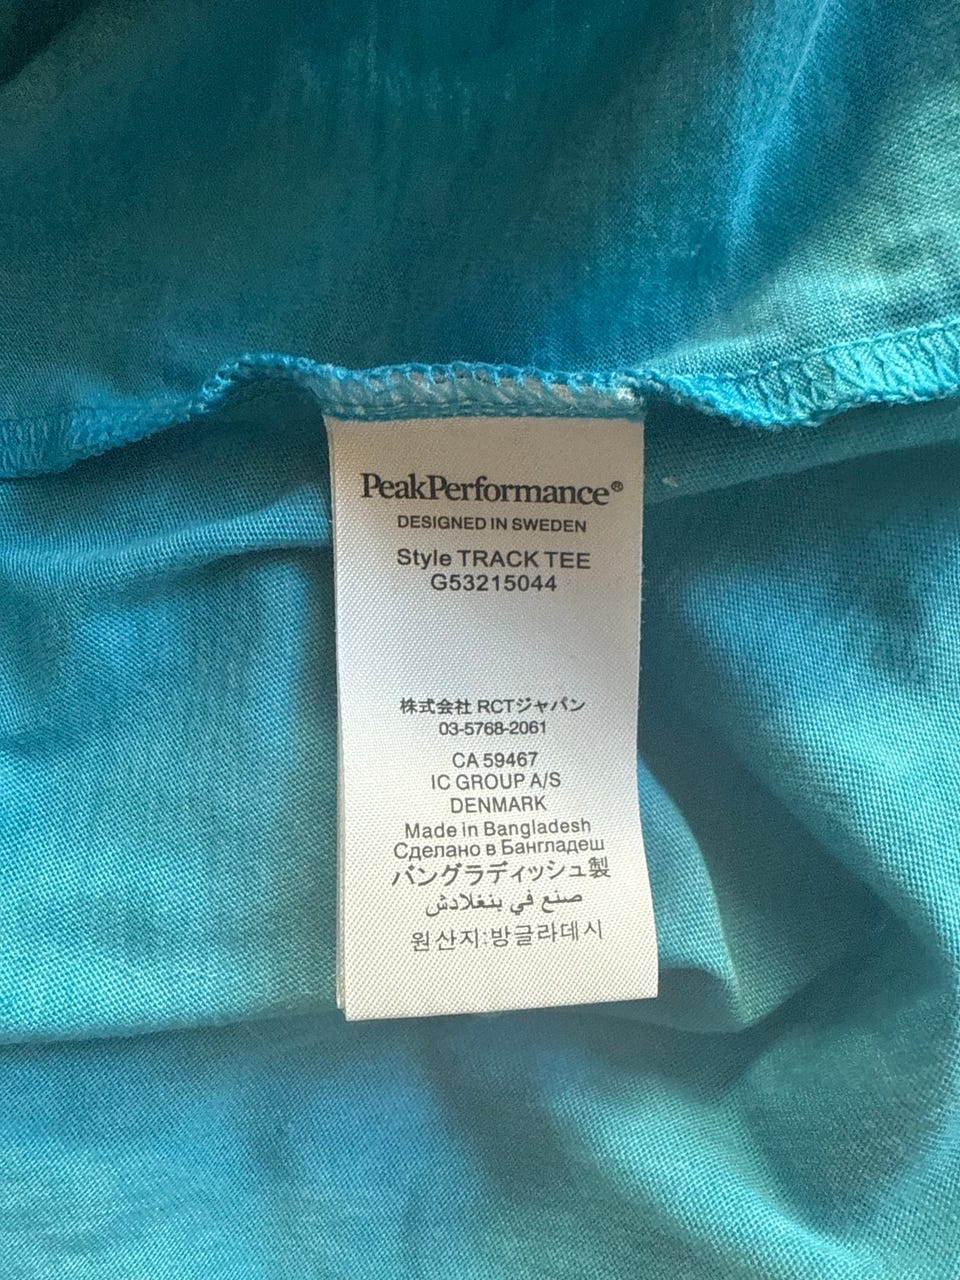 PeakPerformance®
DESIGNED IN SWEDEN
Style TRACK TEE
G53215044
株式会社 RCTジャパン
03-5768-2061
CA 59467
IC GROUP A/S
DENMARK
Made in Bangladesh
Сделано в Бангладеш
バングラディッシュ製
صنع في بنغلادش
원산지:방글라데시